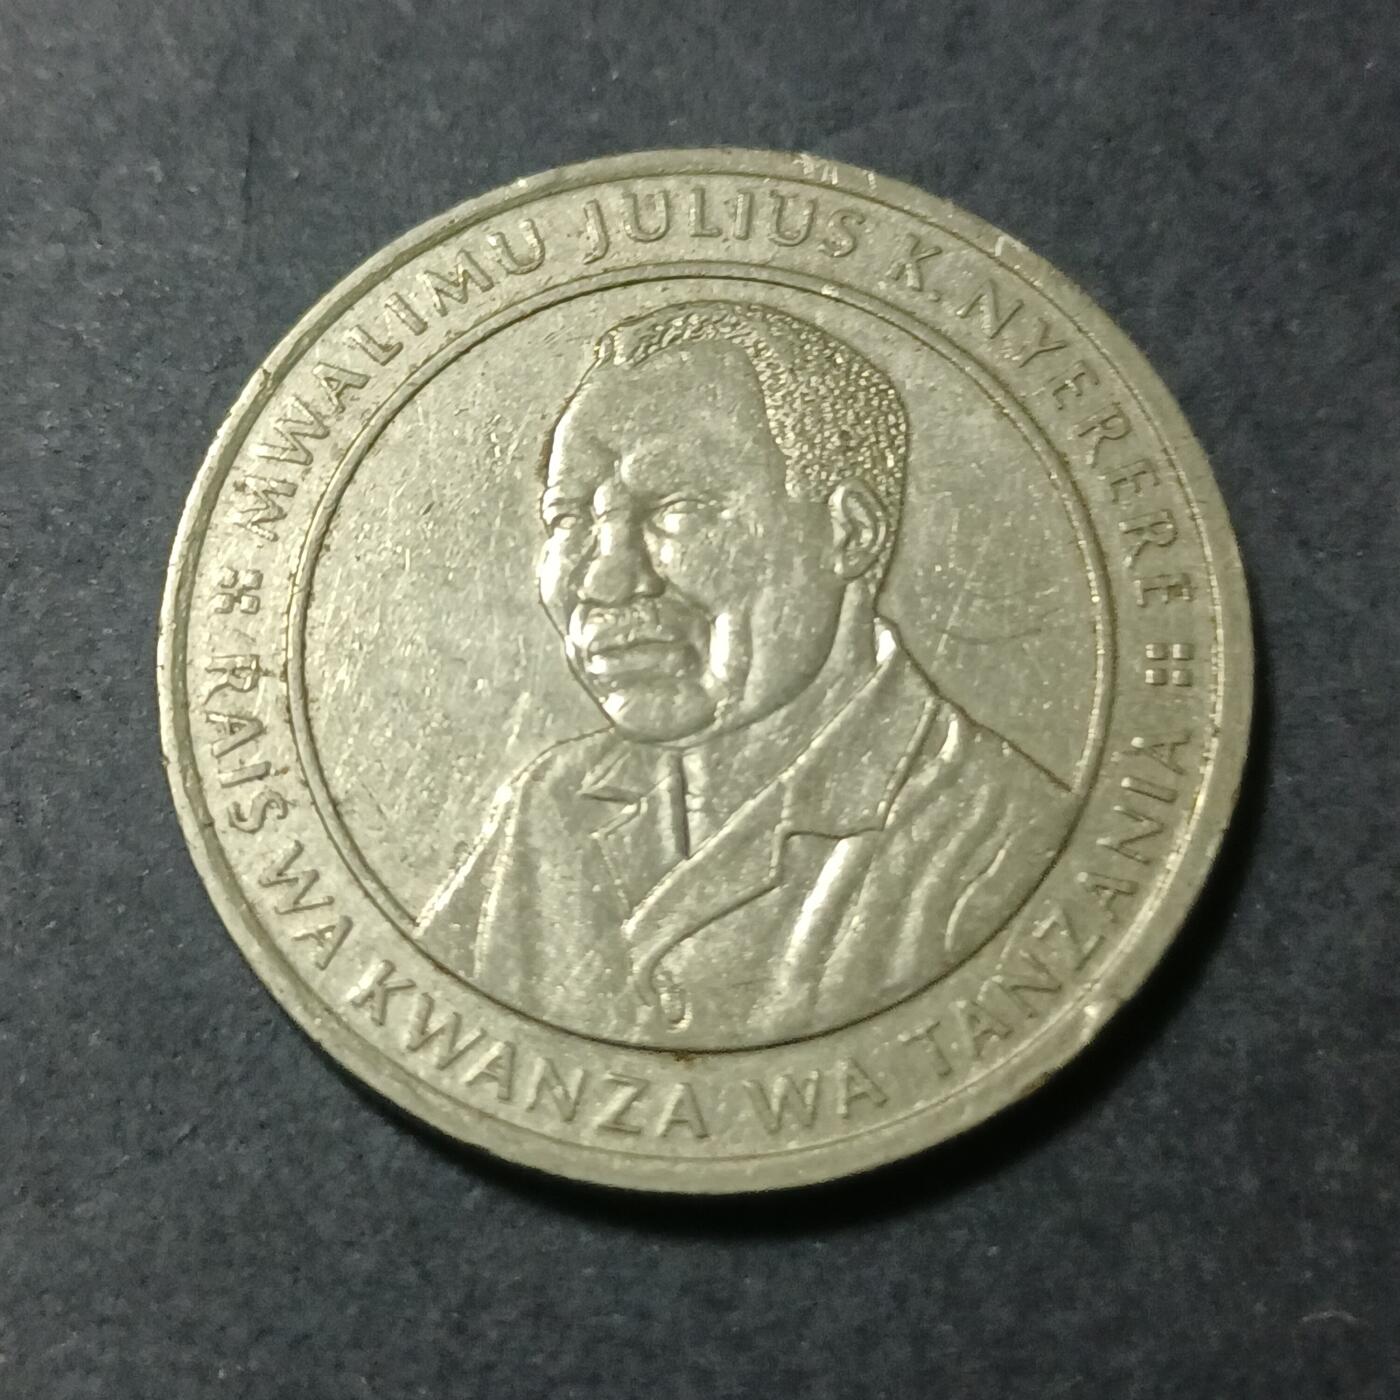 MWALIMU JULIUS K. NYERERE
RAIS WA KWANZA WA TANZANIA